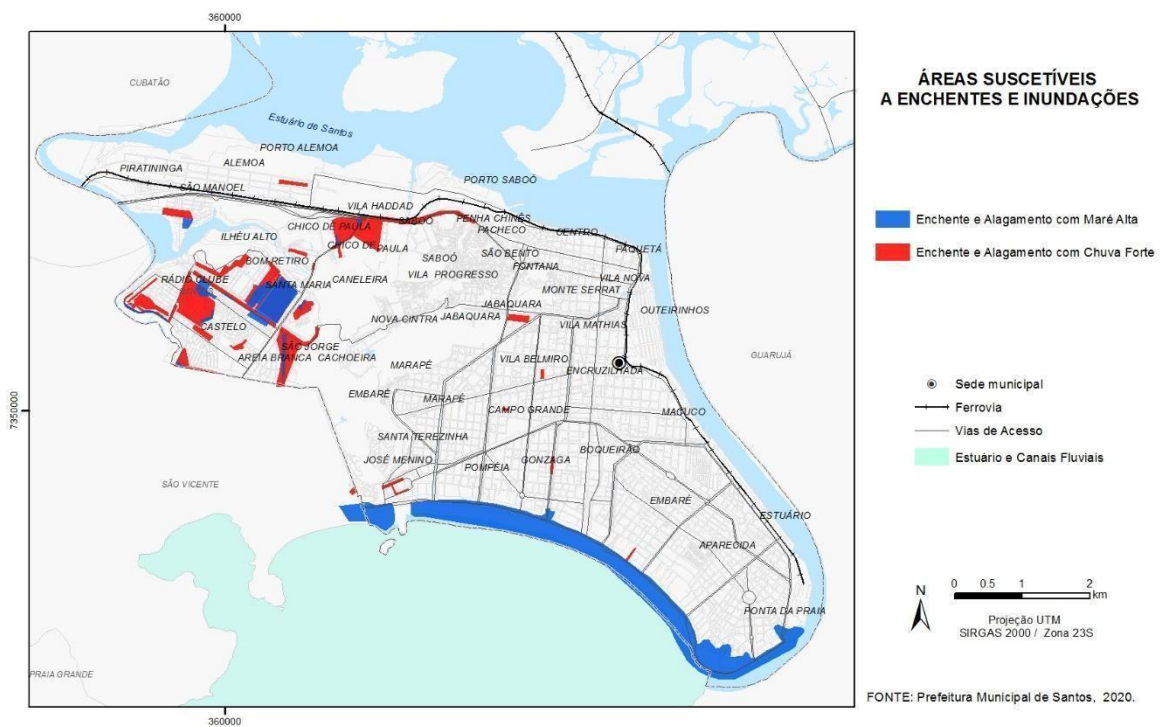 360000
ÁREAS SUSCETÍVEIS
A ENCHENTES E INUNDAÇÕES
CUBATÃO
Estuário de Santos
PORTO ALEMOA
ALEMOA
PIRATININGA
SÃO MANOEL
PORTO SABOÓ
VILA HADDAD
SABOÓ
PENHA CHINÊS
PACHECO
CHICO DE PAULA
ILHÉU ALTO
CENTRO
PAQUETÁ
CHICO DE PAULA
SÃO BENTO
SABOÓ
FONTANA
BOM RETIRO
RÁDIO CLUBE
SANTA MARIA
CANELEIRA
VILA PROGRESSO
VILA NOVA
MONTE SERRAT
JABAQUARA
OUTEIRINHOS
NOVA CINTRA
JABAQUARA
VILA MATHIAS
CASTELO
SÃO JORGE
AREIA BRANCA
CACHOEIRA
MARAPÉ
VILA BELMIRO
ENCRUZILHADA
GUARUJÁ
EMBARÉ
MARAPÉ
CAMPO GRANDE
MACUCO
7350000
SANTA TEREZINHA
BOQUEIRÃO
JOSÉ MENINO
POMPÉIA
GONZAGA
SÃO VICENTE
EMBARÉ
ESTUÁRIO
APARECIDA
PONTA DA PRAIA
PRAIA GRANDE
360000
Enchente e Alagamento com Maré Alta
Enchente e Alagamento com Chuva Forte
Sede municipal
Ferrovia
Vias de Acesso
Estuário e Canais Fluviais
N
0 0.5 1 2
km
Projeção UTM
SIRGAS 2000 / Zona 23S
FONTE: Prefeitura Municipal de Santos, 2020.